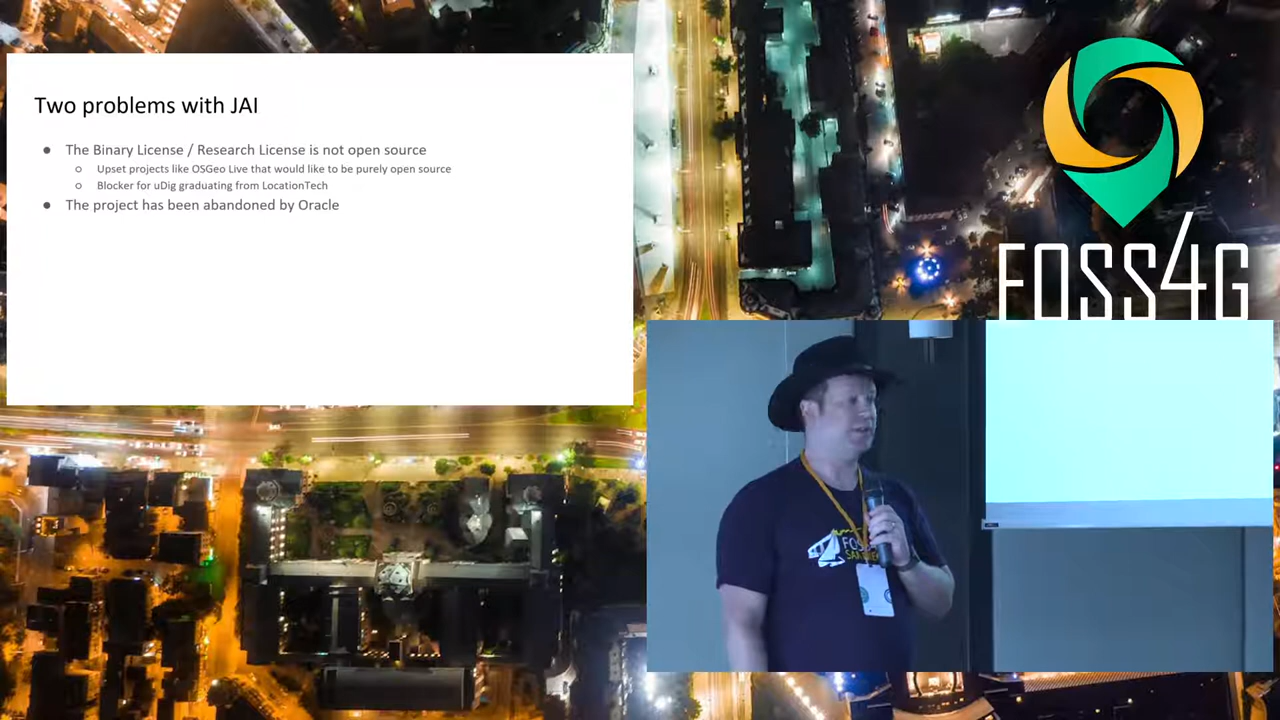 Two problems with JAI
The Binary License / Research License is not open source
Upset projects like OSGeo Live that would like to be purely open source
Blocker for uDig graduating from LocationTech
The project has been abandoned by Oracle
FOSS4G